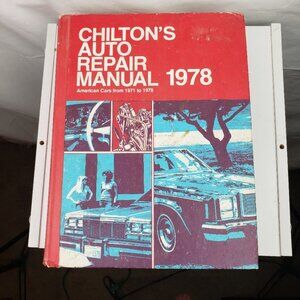 CHILTON'S
AUTO
REPAIR
MANUAL 1978
American Cars from 1971 to 1978